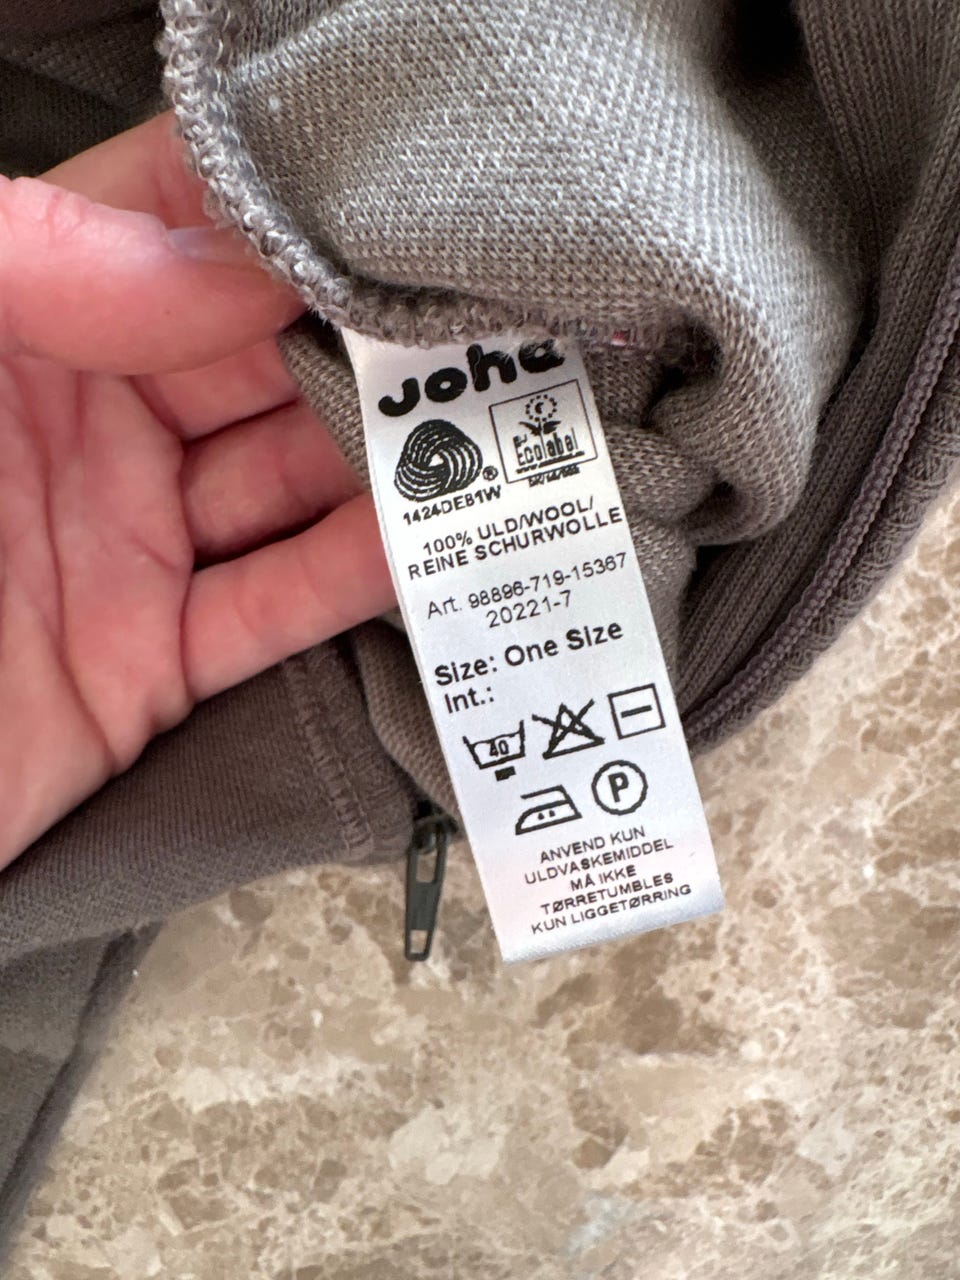 Joha
Ecolabel
1424DE81W
100% ULD/WOOL/
REINE SCHURWOLLE
Art. 98896-719-15367
20221-7
Size: One Size
Int.:
40
P
ANVEND KUN
ULDVASKEMIDDEL
MÅ IKKE
TØRRETUMBLES
KUN LIGGETØRRING